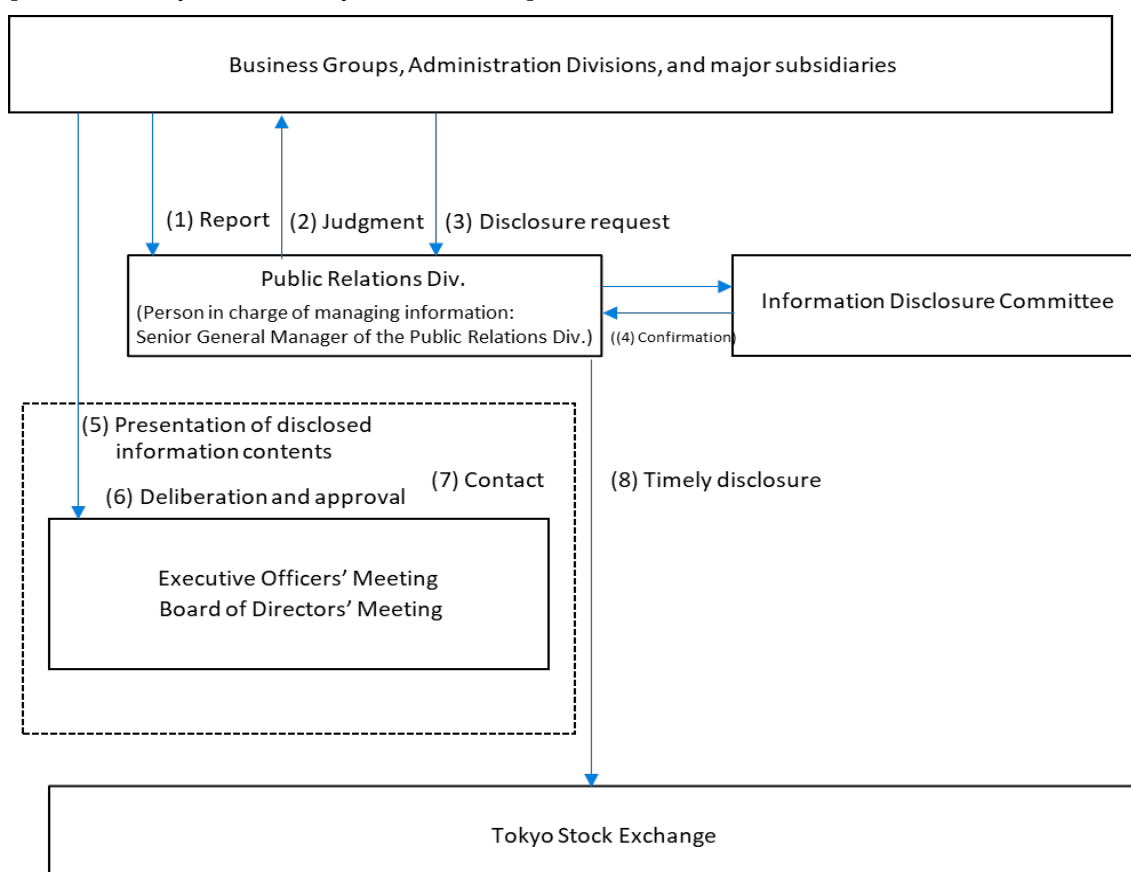 Business Groups, Administration Divisions, and major subsidiaries
(1) Report
(2) Judgment
(3) Disclosure request
Public Relations Div.
(Person in charge of managing information:
Senior General Manager of the Public Relations Div.)
((4) Confirmation)
Information Disclosure Committee
(5) Presentation of disclosed
information contents
(6) Deliberation and approval
(7) Contact
(8) Timely disclosure
Executive Officers’ Meeting
Board of Directors’ Meeting
Tokyo Stock Exchange